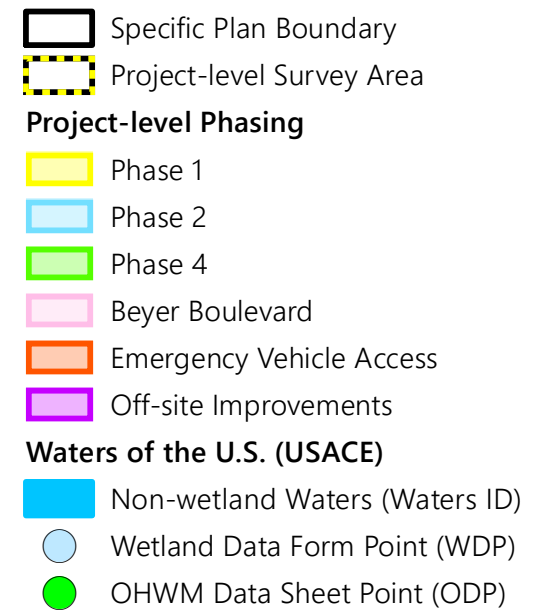 Specific Plan Boundary
Project-level Survey Area
Project-level Phasing
Phase 1
Phase 2
Phase 4
Beyer Boulevard
Emergency Vehicle Access
Off-site Improvements
Waters of the U.S. (USACE)
Non-wetland Waters (Waters ID)
Wetland Data Form Point (WDP)
OHWM Data Sheet Point (ODP)